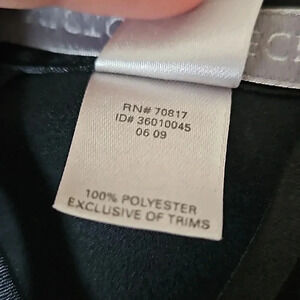 RN# 70817
ID# 36010045
06 09
100% POLYESTER
EXCLUSIVE OF TRIMS